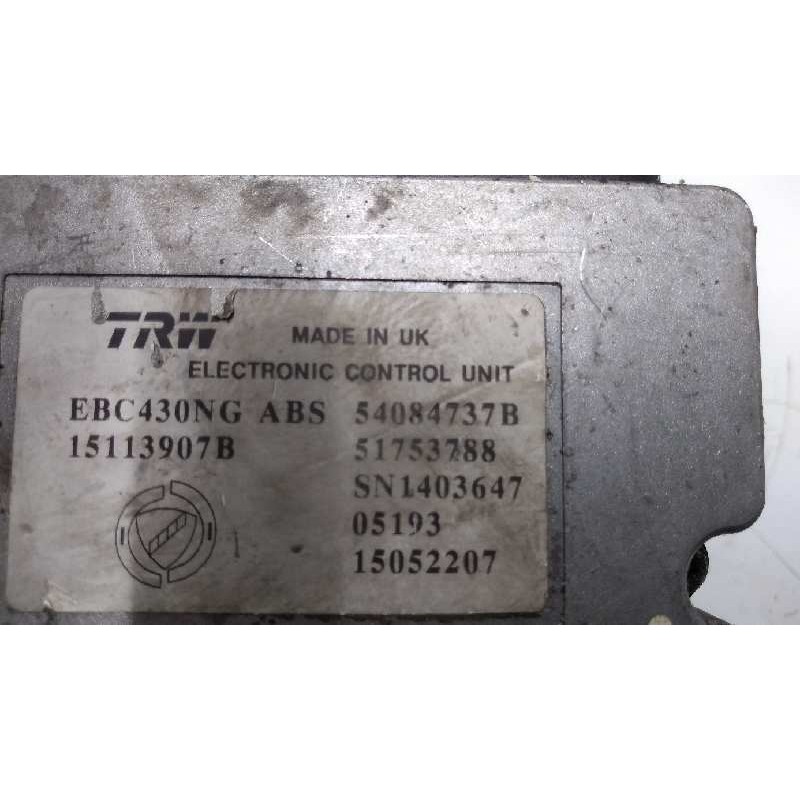 TRW MADE IN UK
ELECTRONIC CONTROL UNIT
EBC430NG ABS 54084737B
15113907B 51753788
SN1403647
05193
15052207